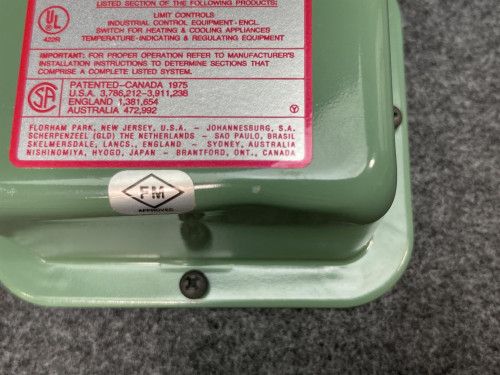 LISTED SECTION OF THE FOLLOWING PRODUCTS:
LIMIT CONTROLS
INDUSTRIAL CONTROL EQUIPMENT-ENCL.
SWITCH FOR HEATING & COOLING APPLIANCES
TEMPERATURE-INDICATING & REGULATING EQUIPMENT
UL
422R
IMPORTANT: FOR PROPER OPERATION REFER TO MANUFACTURER'S
INSTALLATION INSTRUCTIONS TO DETERMINE SECTIONS THAT
COMPRISE A COMPLETE LISTED SYSTEM.
SA
PATENTED-CANADA 1975
U.S.A. 3,786,212-3,911,238
ENGLAND 1,381,654
AUSTRALIA 472,992
Y
FLORHAM PARK, NEW JERSEY, U.S.A. - JOHANNESBURG, S.A.
SCHERPENZEEL (GLD) THE NETHERLANDS - SAO PAULO, BRASIL
SKELMERSDALE, LANCS., ENGLAND - SYDNEY, AUSTRALIA
NISHINOMIYA, HYOGO, JAPAN - BRANTFORD, ONT., CANADA
FM
APPROVED